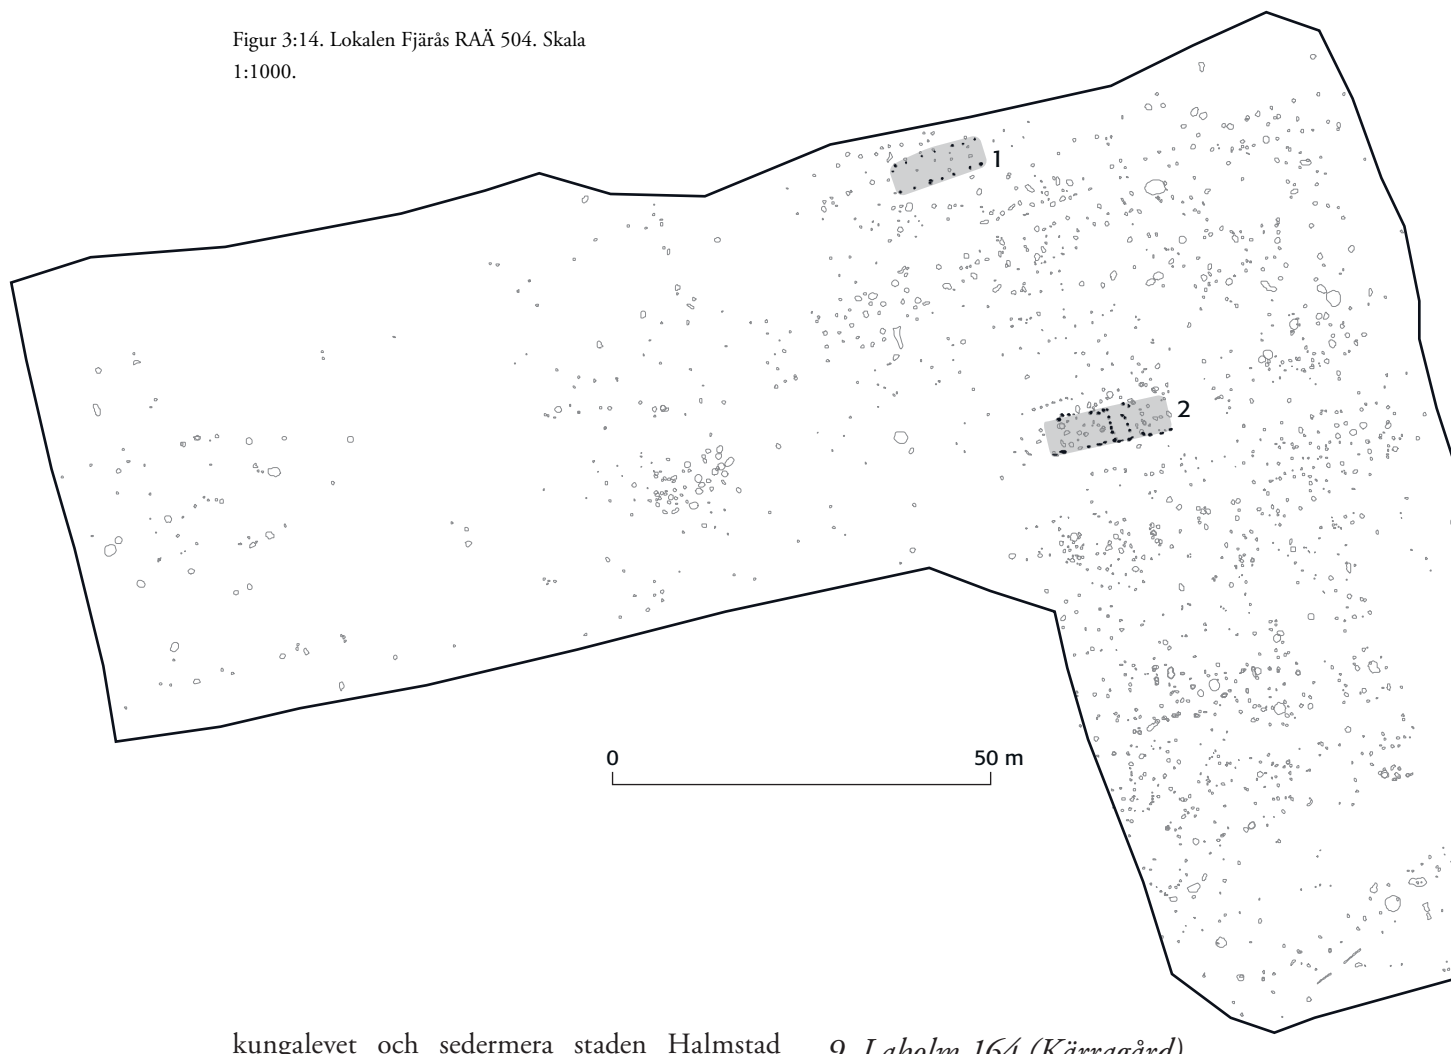 Figur 3:14. Lokalen Fjärås RAÄ 504. Skala
1:1000.
1
2
0 50 m
kungalevet och sedermera staden Halmstad
9. Laholm 164 (Kärragård)